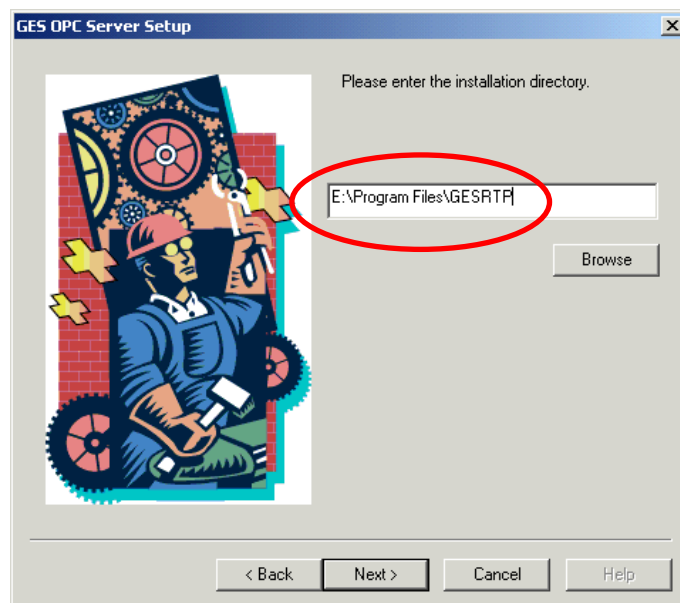 GES OPC Server Setup
Please enter the installation directory.
E:\Program Files\GESRTP
Browse
< Back
Next >
Cancel
Help